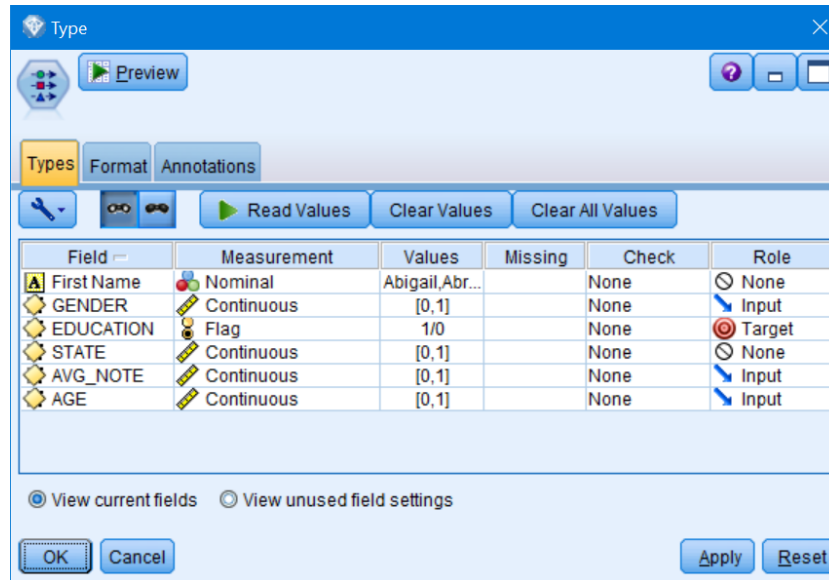 Type
Preview
Types Format Annotations
Read Values Clear Values Clear All Values
Field Measurement Values Missing Check Role
A First Name Nominal Abigail,Abr... None None
GENDER Continuous [0,1] None Input
EDUCATION Flag 1/0 None Target
STATE Continuous [0,1] None None
AVG_NOTE Continuous [0,1] None Input
AGE Continuous [0,1] None Input
View current fields View unused field settings
OK Cancel Apply Reset